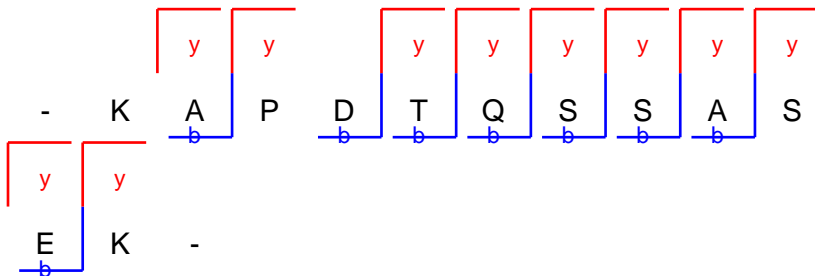 y y y y y y y y
- K A P D T Q S S A S
b b b b b b b
y y
E K -
b